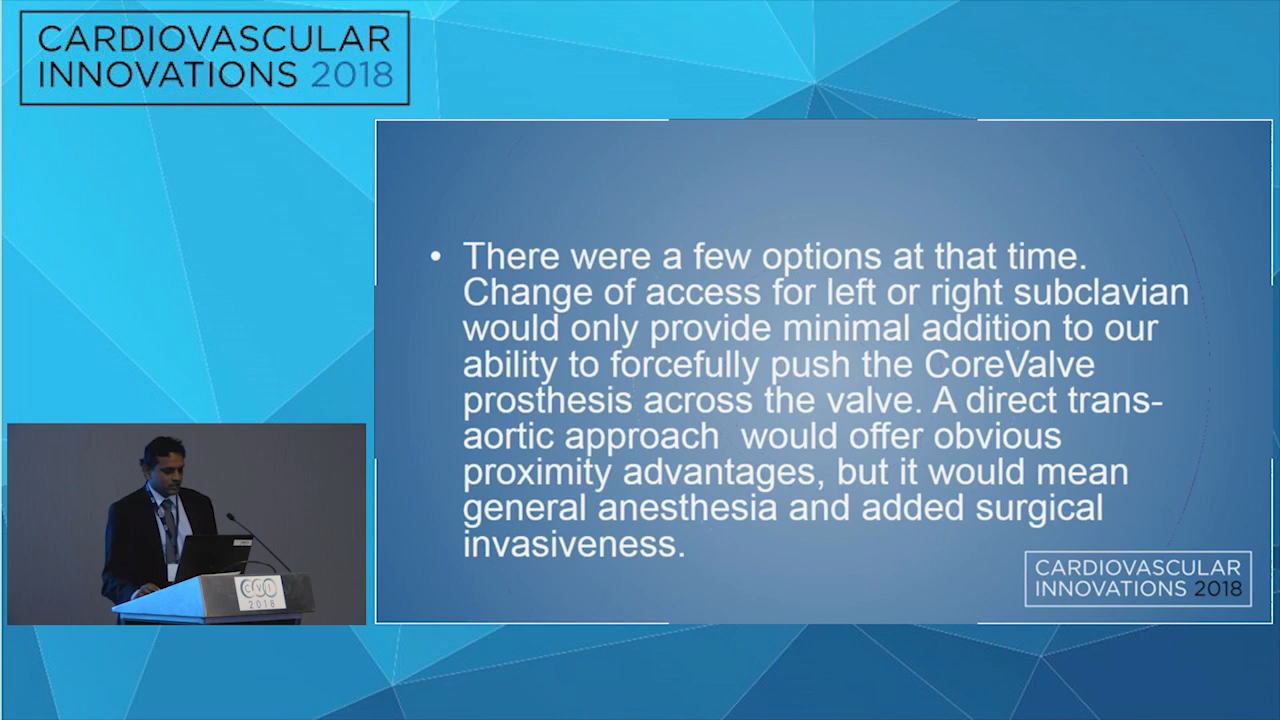 CARDIOVASCULAR
INNOVATIONS 2018
• There were a few options at that time.
Change of access for left or right subclavian
would only provide minimal addition to our
ability to forcefully push the CoreValve
prosthesis across the valve. A direct trans-
aortic approach would offer obvious
proximity advantages, but it would mean
general anesthesia and added surgical
invasiveness.
CARDIOVASCULAR
INNOVATIONS 2018
CVI
2018